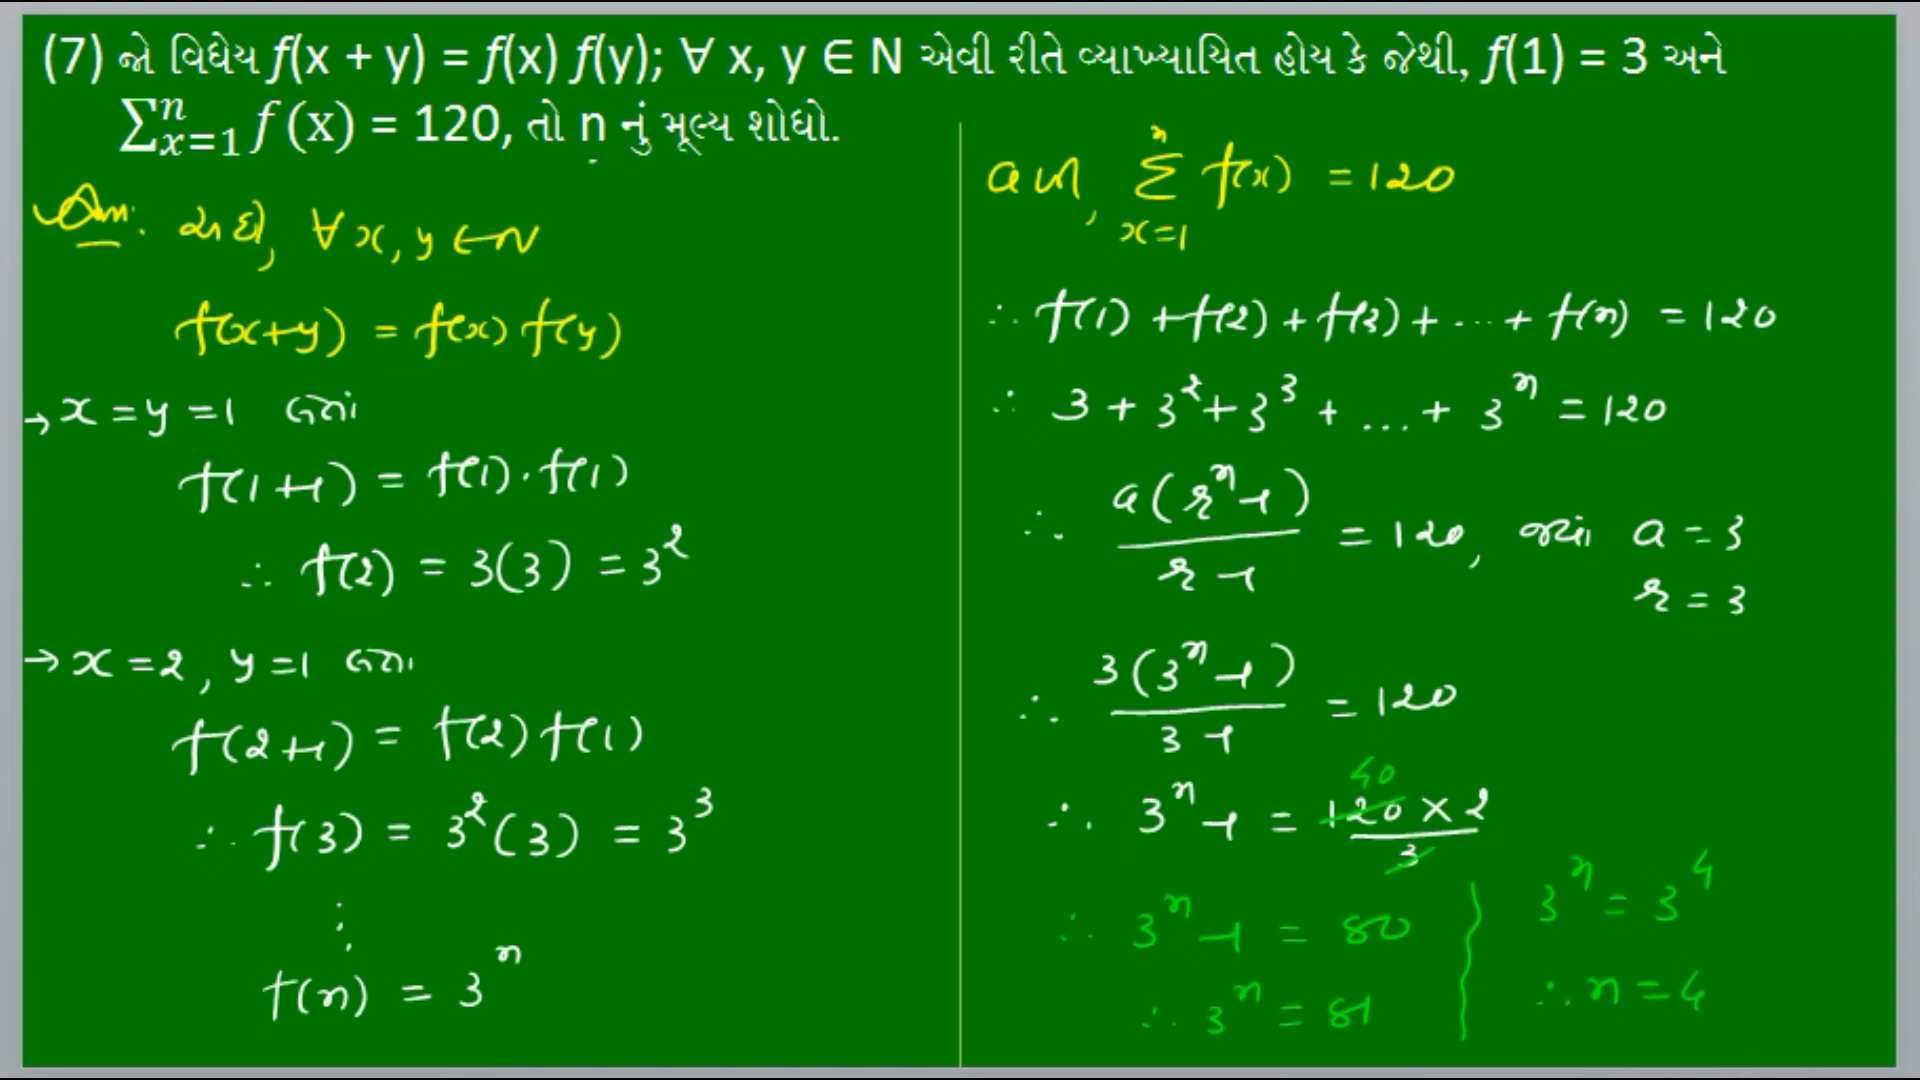 (7) જો વિધેય f(x + y) = f(x) f(y); ∀ x, y ∈ N એવી રીતે વ્યાખ્યાયિત હોય કે જેથી, f(1) = 3 અને
∑ⁿₓ₌₁ f (x) = 120, તો n નું મૂલ્ય શોધો.
Ans: અહીં, ∀ x, y ∈ N
f(x+y) = f(x) f(y)
→ x = y = 1 લેતાં
f(1+1) = f(1) · f(1)
∴ f(2) = 3(3) = 3²
→ x = 2, y = 1 લેતાં
f(2+1) = f(2) f(1)
∴ f(3) = 3²(3) = 3³
⋮
f(n) = 3ⁿ
વળી, ∑ⁿₓ₌₁ f(x) = 120
∴ f(1) + f(2) + f(3) + ... + f(n) = 120
∴ 3 + 3² + 3³ + ... + 3ⁿ = 120
∴ a(rⁿ-1) / r-1 = 120, જ્યાં a = 3
r = 3
∴ 3(3ⁿ-1) / 3-1 = 120
40
∴ 3ⁿ-1 = 120 × 2 / 3
∴ 3ⁿ-1 = 80
∴ 3ⁿ = 81
3ⁿ = 3⁴
∴ n = 4